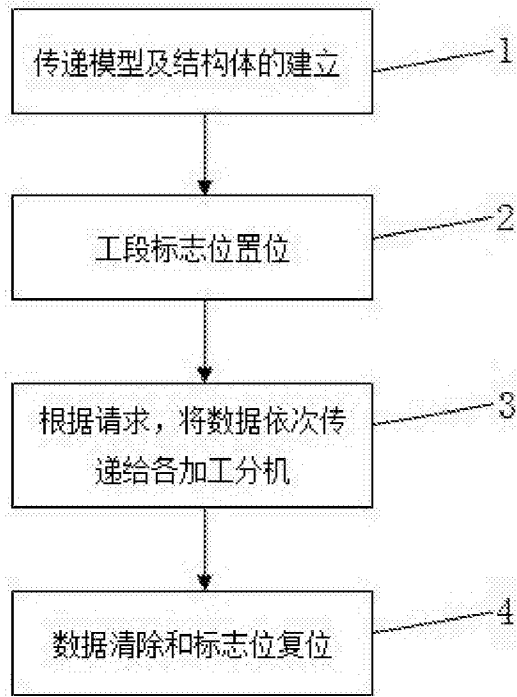 传递模型及结构体的建立
1
工段标志位置位
2
根据请求，将数据依次传
递给各加工分机
3
数据清除和标志位复位
4